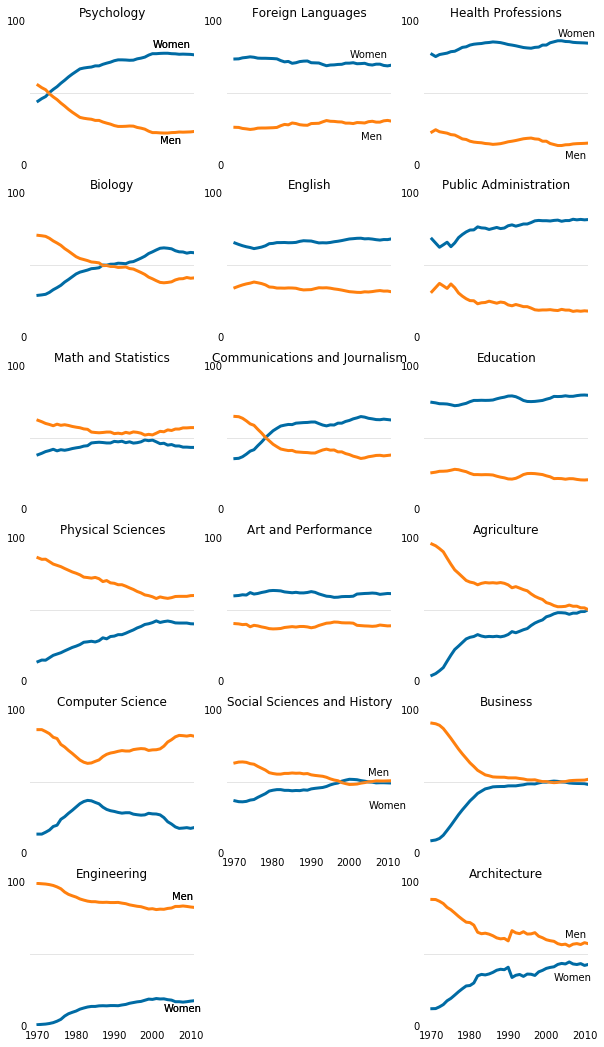 Psychology
100
Women
Men
0
Foreign Languages
100
Women
Men
0
Health Professions
100
Women
Men
0
Biology
100
0
English
100
0
Public Administration
100
0
Math and Statistics
100
0
Communications and Journalism
100
0
Education
100
0
Physical Sciences
100
0
Art and Performance
100
0
Agriculture
100
0
Computer Science
100
0
Social Sciences and History
100
Men
Women
0
1970 1980 1990 2000 2010
Business
100
0
Engineering
100
Men
Women
0
1970 1980 1990 2000 2010
Architecture
100
Men
Women
0
1970 1980 1990 2000 2010